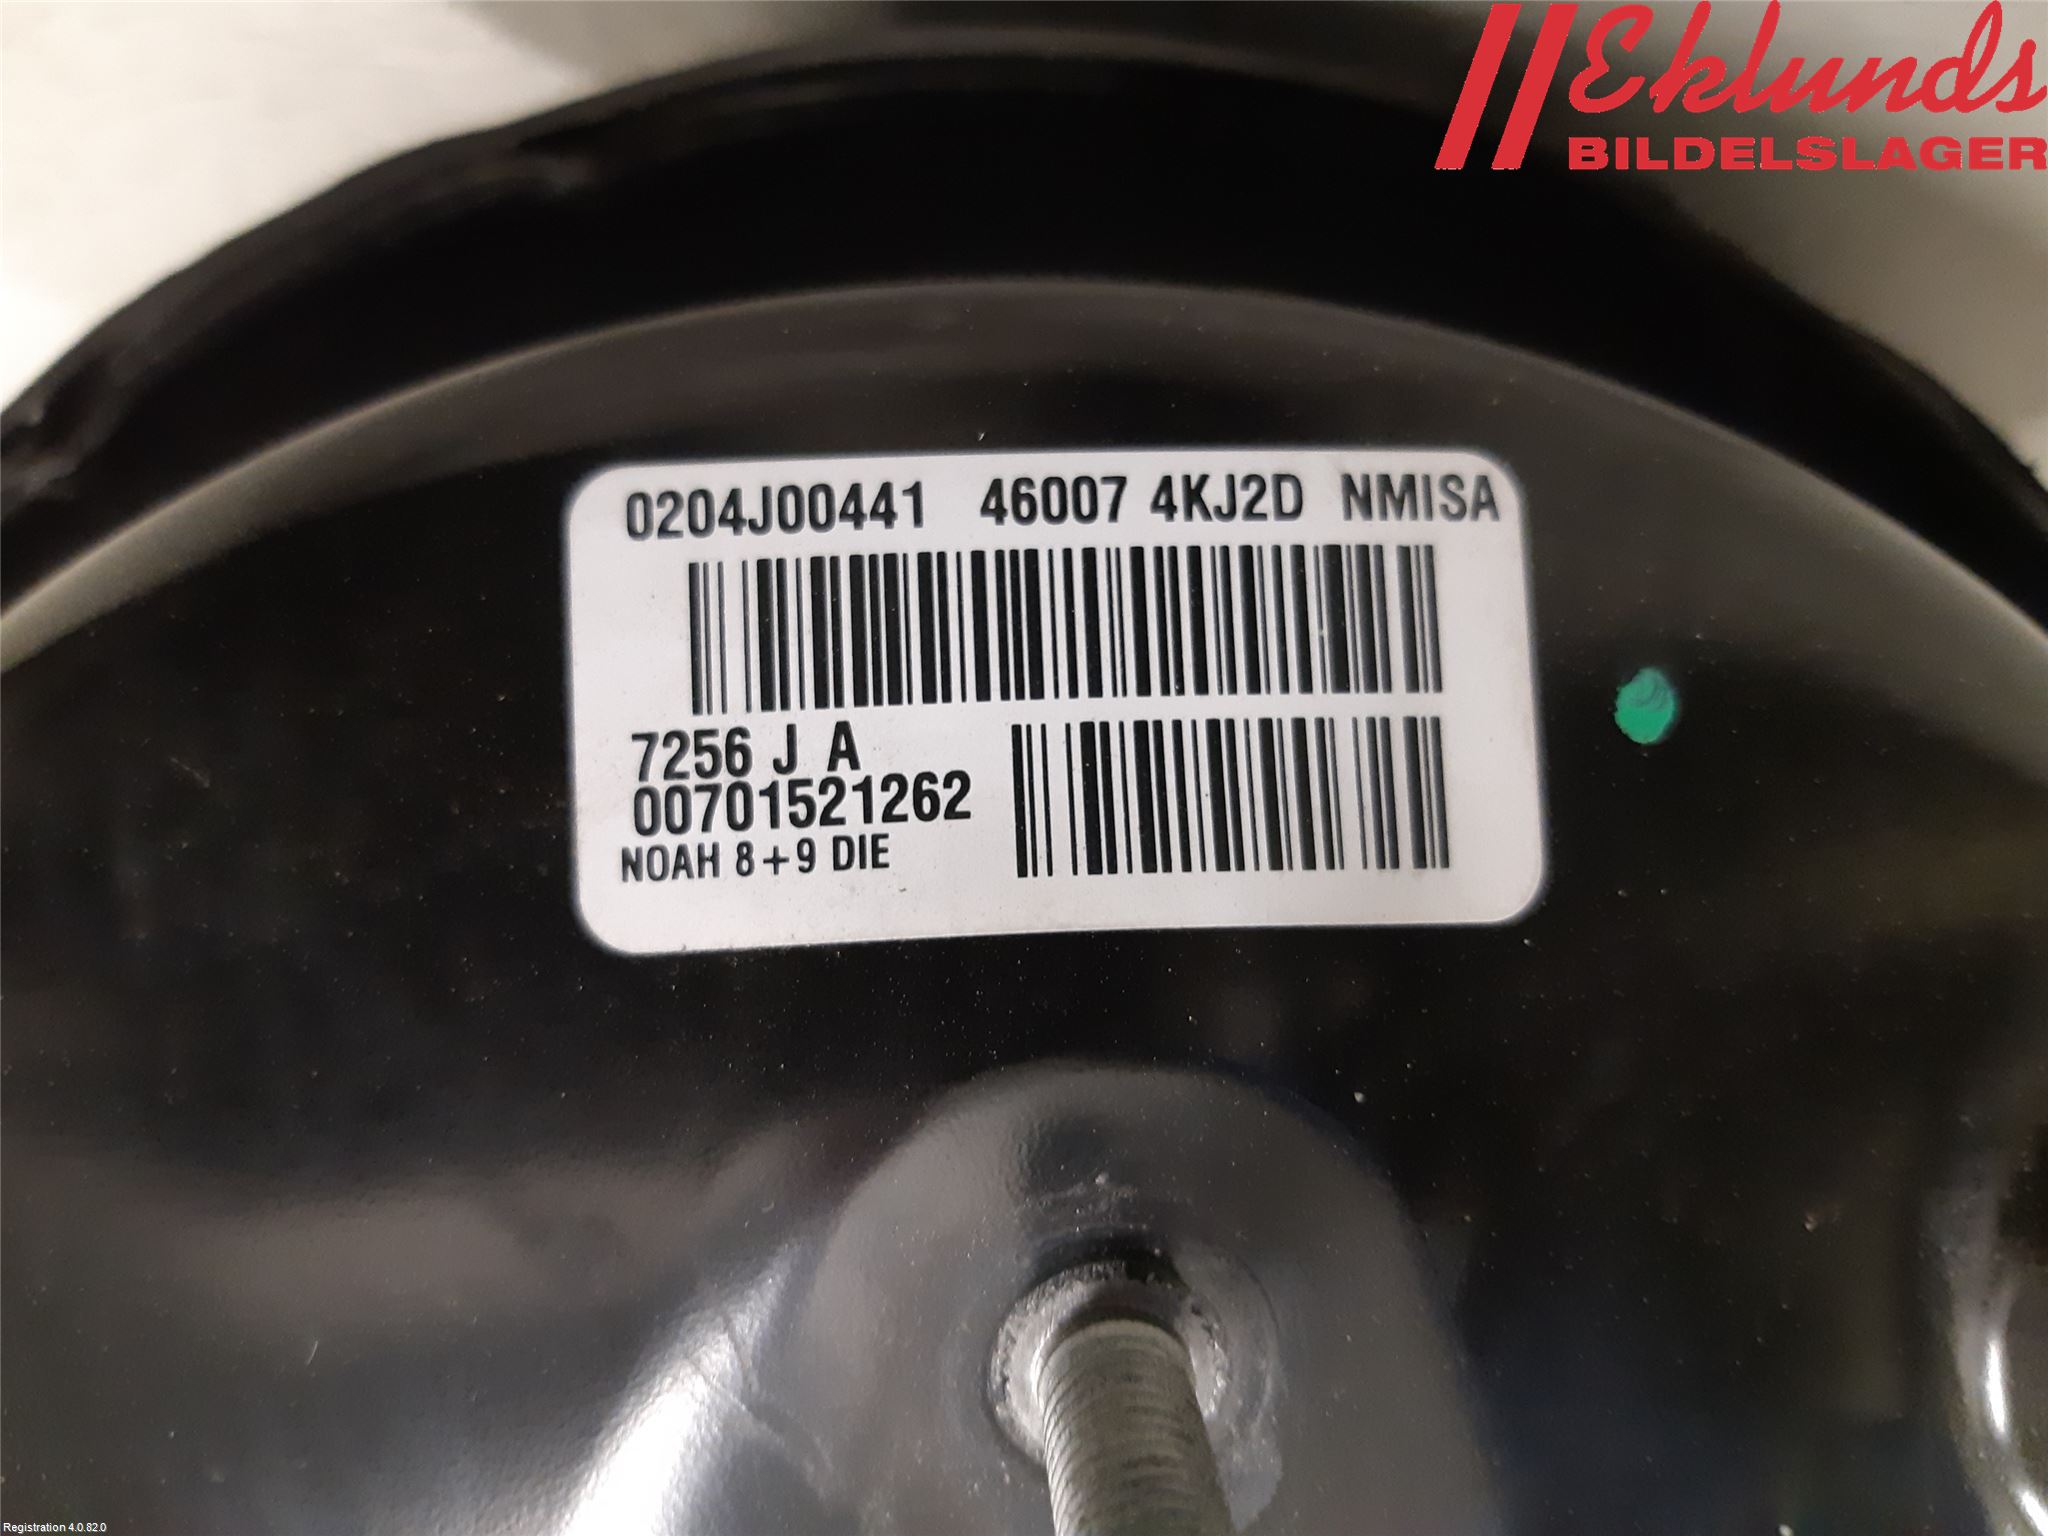 Eklunds
BILDELSLAGER
0204J00441 46007 4KJ2D NMISA
7256 J A
00701521262
NOAH 8+9 DIE
Registration 4.0.82.0